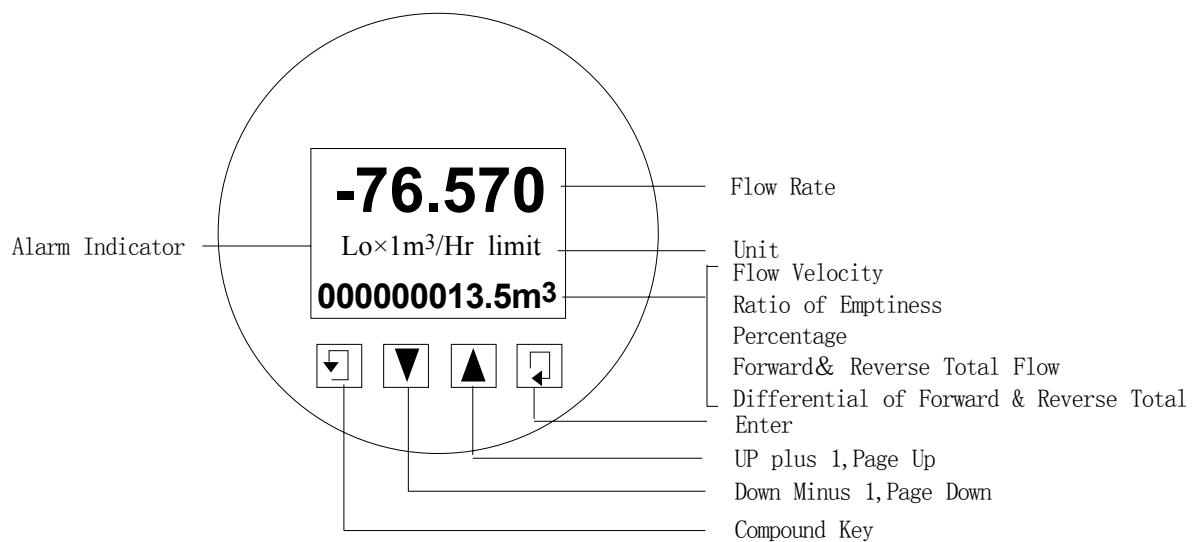 -76.570
Flow Rate
Alarm Indicator
Lo×1m³/Hr limit
Unit
000000013.5m³
Flow Velocity
Ratio of Emptiness
Percentage
Forward& Reverse Total Flow
Differential of Forward & Reverse Total
Enter
UP plus 1,Page Up
Down Minus 1,Page Down
Compound Key